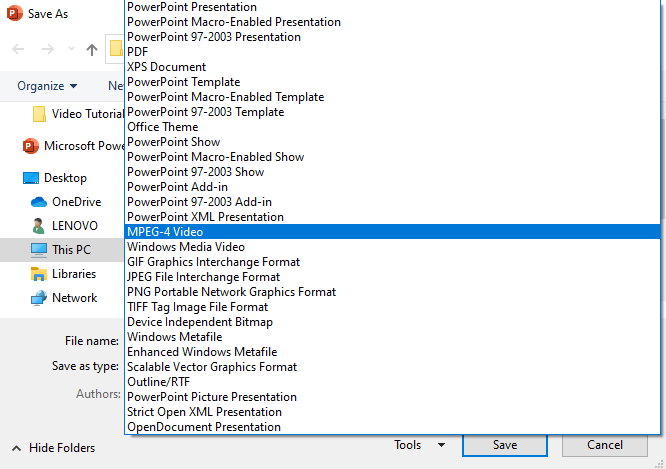 Save As
PowerPoint Presentation
PowerPoint Macro-Enabled Presentation
PowerPoint 97-2003 Presentation
PDF
XPS Document
PowerPoint Template
PowerPoint Macro-Enabled Template
PowerPoint 97-2003 Template
Office Theme
PowerPoint Show
PowerPoint Macro-Enabled Show
PowerPoint 97-2003 Show
PowerPoint Add-in
PowerPoint 97-2003 Add-in
PowerPoint XML Presentation
MPEG-4 Video
Windows Media Video
GIF Graphics Interchange Format
JPEG File Interchange Format
PNG Portable Network Graphics Format
TIFF Tag Image File Format
Device Independent Bitmap
Windows Metafile
Enhanced Windows Metafile
Scalable Vector Graphics Format
Outline/RTF
PowerPoint Picture Presentation
Strict Open XML Presentation
OpenDocument Presentation
Organize
Ne
Video Tutorial
Microsoft Powe
Desktop
OneDrive
LENOVO
This PC
Libraries
Network
File name:
Save as type:
Authors:
Hide Folders
Tools
Save
Cancel